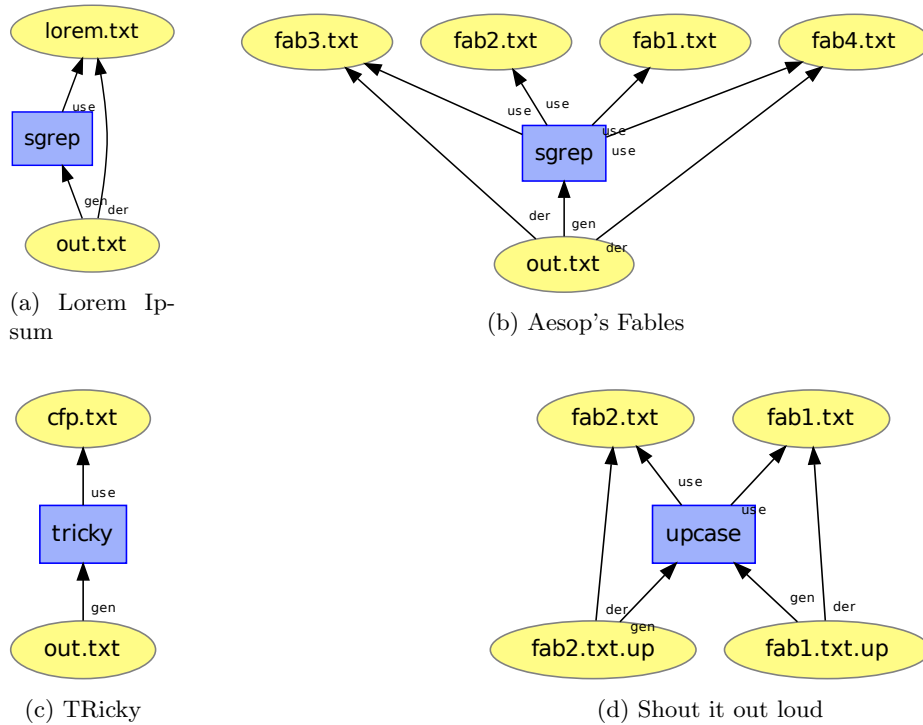 lorem.txt
use
sgrep
gen
der
out.txt
(a) Lorem Ip-
sum
fab3.txt fab2.txt fab1.txt fab4.txt
use use use use
sgrep
der gen der
out.txt
(b) Aesop's Fables
cfp.txt
use
tricky
gen
out.txt
(c) TRicky
fab2.txt fab1.txt
use use
upcase
der gen gen der
fab2.txt.up fab1.txt.up
(d) Shout it out loud